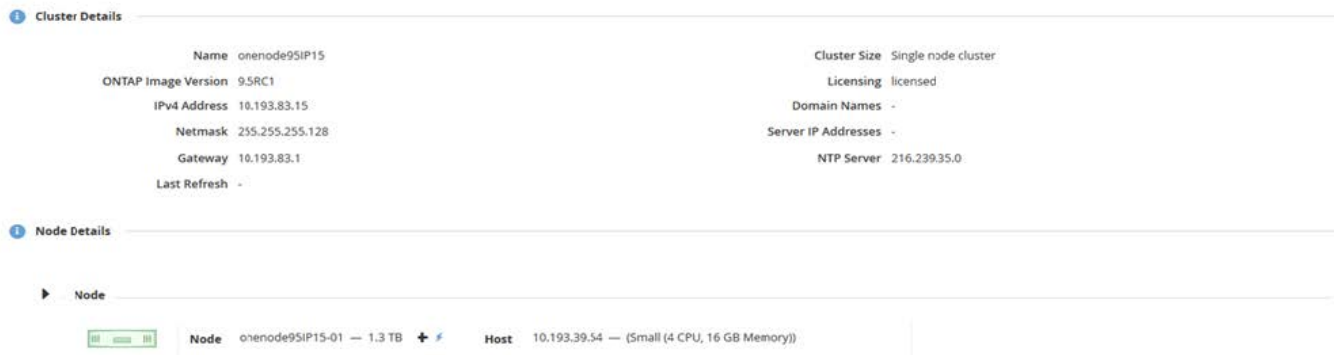 Cluster Details
Name onenode95IP15
Cluster Size Single node cluster
ONTAP Image Version 9.5RC1
Licensing licensed
IPv4 Address 10.193.83.15
Domain Names -
Netmask 255.255.255.128
Server IP Addresses -
Gateway 10.193.83.1
NTP Server 216.239.35.0
Last Refresh -
Node Details
Node
Node onenode95IP15-01 — 1.3 TB Host 10.193.39.54 — (Small (4 CPU, 16 GB Memory))